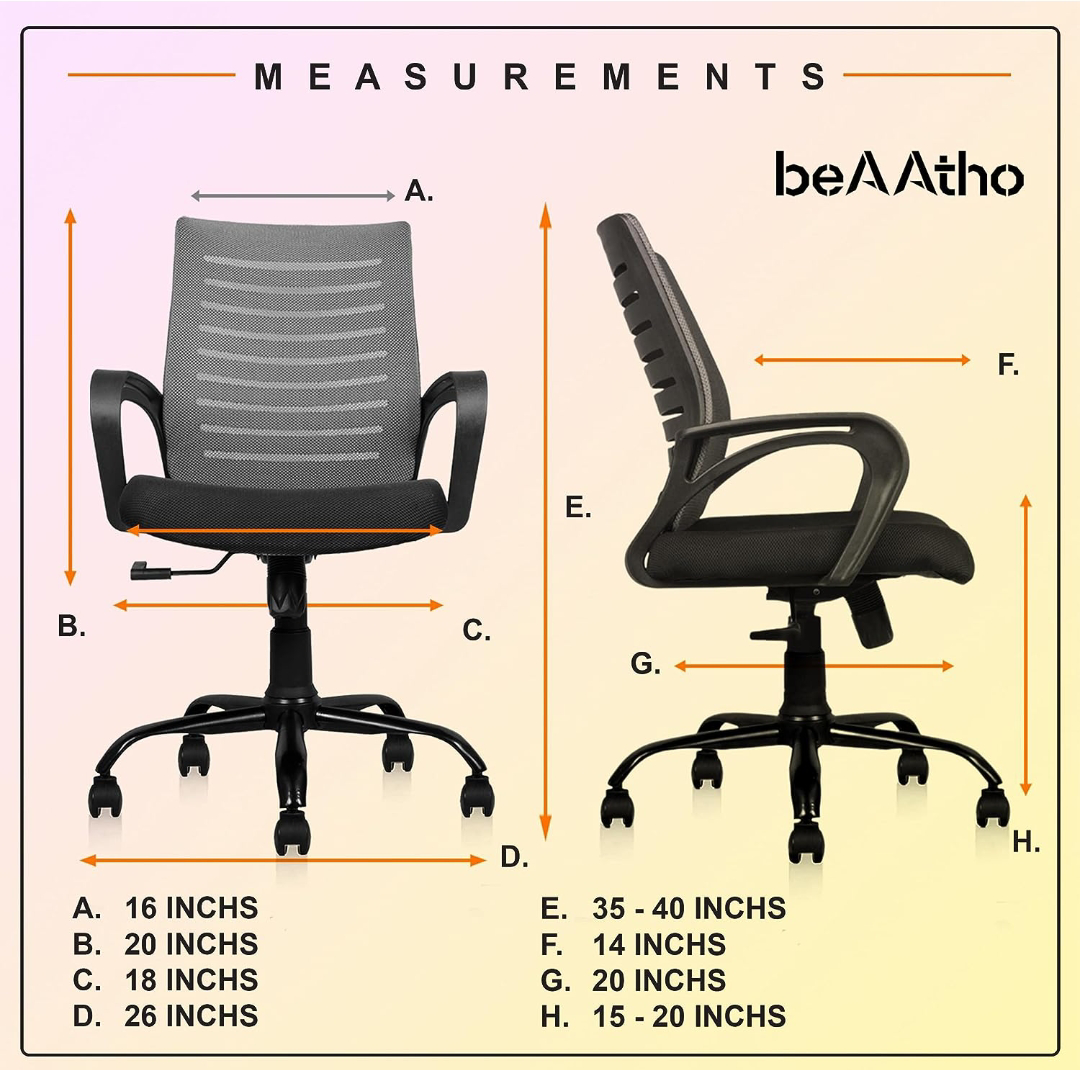 MEASUREMENTS
beAAtho
A.
F.
E.
B.
C.
G.
H.
D.
A. 16 INCHS
B. 20 INCHS
C. 18 INCHS
D. 26 INCHS
E. 35 - 40 INCHS
F. 14 INCHS
G. 20 INCHS
H. 15 - 20 INCHS